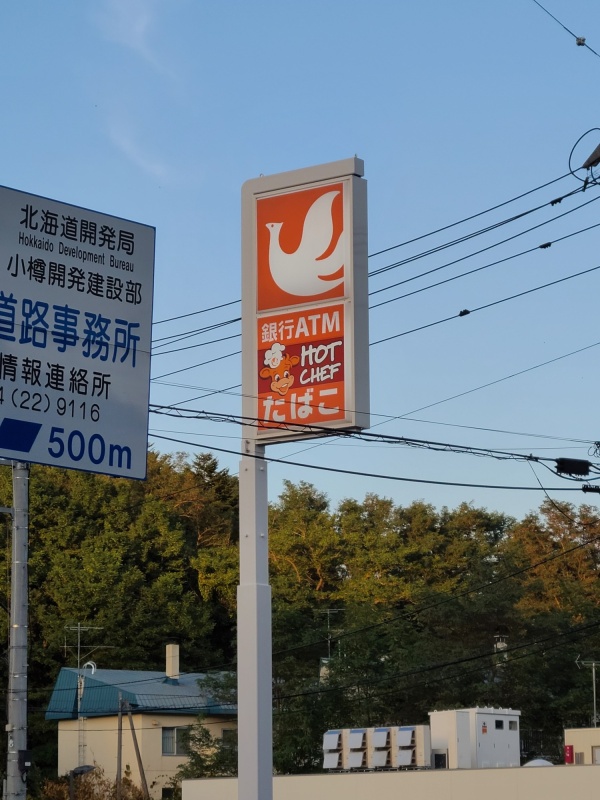 北海道開発局
Hokkaido Development Bureau
小樽開発建設部
道路事務所
情報連絡所
4(22)9116
500m
銀行ATM
HOT
CHEF
たばこ